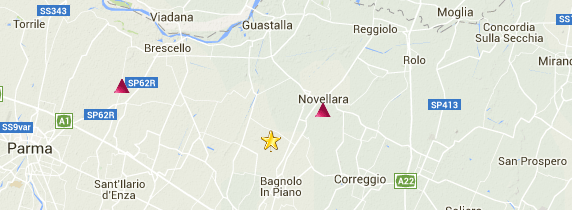 SS343
Viadana
Moglia
Torrile
Guastalla
Reggiolo
Concordia
Sulla Secchia
Brescello
Rolo
SP62R
Novellara
SP413
SP62R
A1
SS9var
Parma
San Prospero
Sant'Ilario
d'Enza
Bagnolo
In Piano
Correggio
A22